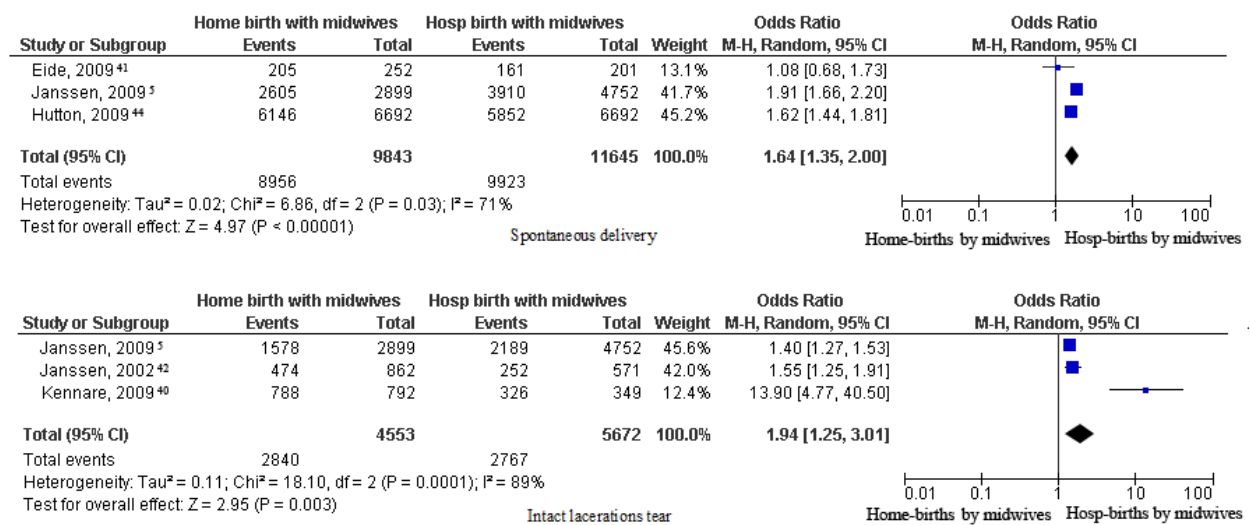 Home birth with midwives Hosp birth with midwives Odds Ratio Odds Ratio
Study or Subgroup Events Total Events Total Weight M-H, Random, 95% CI M-H, Random, 95% CI
Eide, 2009 ⁴¹ 205 252 161 201 13.1% 1.08 [0.68, 1.73]
Janssen, 2009 ⁵ 2605 2899 3910 4752 41.7% 1.91 [1.66, 2.20]
Hutton, 2009 ⁴⁴ 6146 6692 5852 6692 45.2% 1.62 [1.44, 1.81]
Total (95% CI) 9843 11645 100.0% 1.64 [1.35, 2.00]
Total events 8956 9923
Heterogeneity: Tau² = 0.02; Chi² = 6.86, df = 2 (P = 0.03); I² = 71%
Test for overall effect: Z = 4.97 (P < 0.00001)
0.01 0.1 1 10 100
Spontaneous delivery
Home-births by midwives Hosp-births by midwives
Home birth with midwives Hosp birth with midwives Odds Ratio Odds Ratio
Study or Subgroup Events Total Events Total Weight M-H, Random, 95% CI M-H, Random, 95% CI
Janssen, 2009 ⁵ 1578 2899 2189 4752 45.6% 1.40 [1.27, 1.53]
Janssen, 2002 ⁴² 474 862 252 571 42.0% 1.55 [1.25, 1.91]
Kennare, 2009 ⁴⁰ 788 792 326 349 12.4% 13.90 [4.77, 40.50]
Total (95% CI) 4553 5672 100.0% 1.94 [1.25, 3.01]
Total events 2840 2767
Heterogeneity: Tau² = 0.11; Chi² = 18.10, df = 2 (P = 0.0001); I² = 89%
Test for overall effect: Z = 2.95 (P = 0.003)
0.01 0.1 1 10 100
Intact lacerations tear
Home-births by midwives Hosp-births by midwives